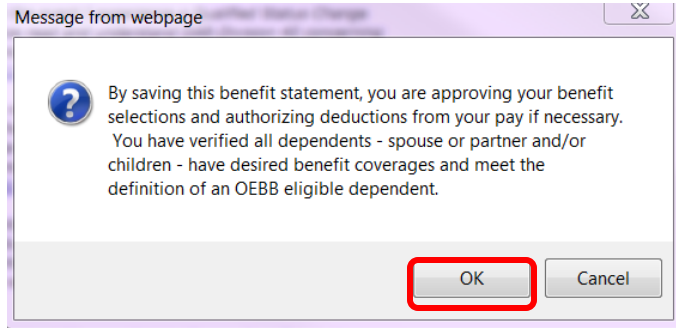 Message from webpage
By saving this benefit statement, you are approving your benefit
selections and authorizing deductions from your pay if necessary.
You have verified all dependents - spouse or partner and/or
children - have desired benefit coverages and meet the
definition of an OEBB eligible dependent.
OK
Cancel